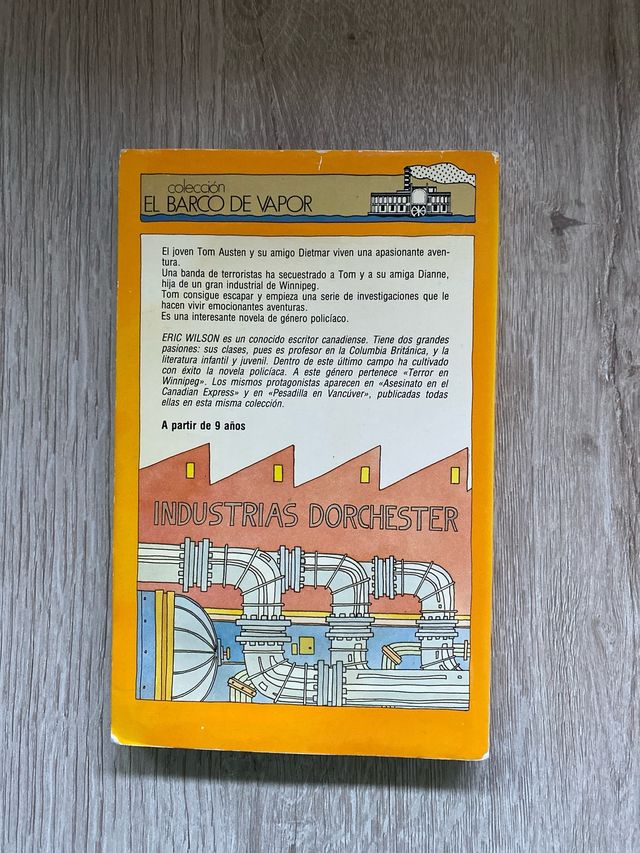 colección
EL BARCO DE VAPOR
El joven Tom Austen y su amigo Dietmar viven una apasionante aven-
tura.
Una banda de terroristas ha secuestrado a Tom y a su amiga Dianne,
hija de un gran industrial de Winnipeg.
Tom consigue escapar y empieza una serie de investigaciones que le
hacen vivir emocionantes aventuras.
Es una interesante novela de género policíaco.
ERIC WILSON es un conocido escritor canadiense. Tiene dos grandes
pasiones: sus clases, pues es profesor en la Columbia Británica, y la
literatura infantil y juvenil. Dentro de este último campo ha cultivado
con éxito la novela policíaca. A este género pertenece «Terror en
Winnipeg». Los mismos protagonistas aparecen en «Asesinato en el
Canadian Express» y en «Pesadilla en Vancúver», publicadas todas
ellas en esta misma colección.
A partir de 9 años
INDUSTRIAS DORCHESTER